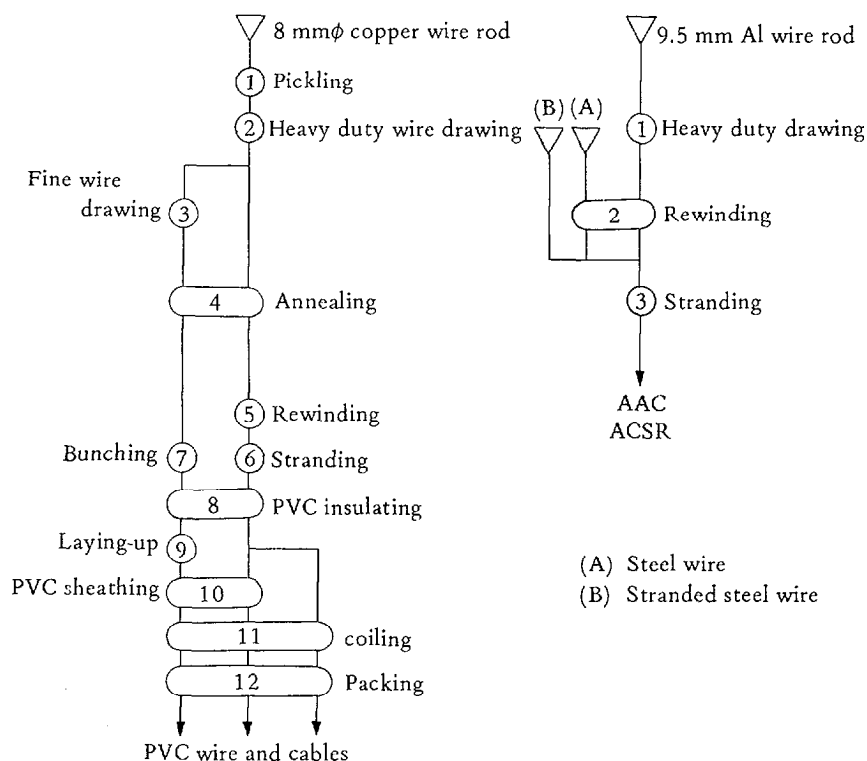 8 mmϕ copper wire rod
1 Pickling
2 Heavy duty wire drawing
Fine wire
drawing 3
4 Annealing
5 Rewinding
Bunching 7
6 Stranding
8 PVC insulating
Laying-up 9
PVC sheathing 10
11 coiling
12 Packing
PVC wire and cables
9.5 mm Al wire rod
(B) (A)
1 Heavy duty drawing
2 Rewinding
3 Stranding
AAC
ACSR
(A) Steel wire
(B) Stranded steel wire